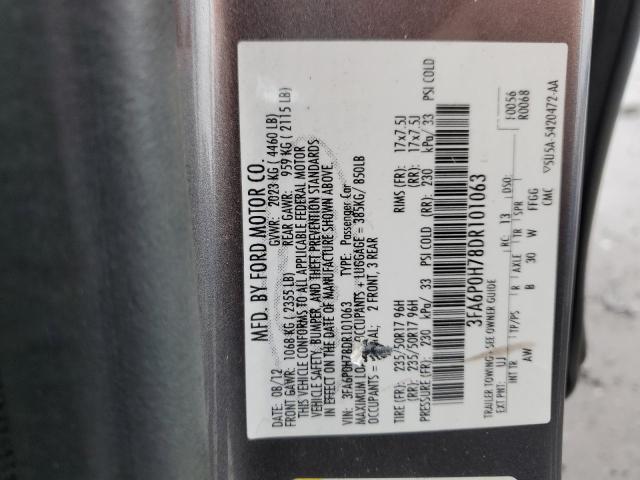 MFD. BY FORD MOTOR CO.
08/12 GVWR: 2023 KG ( 4460 LB)
FRONT GAWR: 1068 KG ( 2355 LB) REAR GAWR: 959 KG ( 2115 LB)
THIS VEHICLE CONFORMS TO ALL APPLICABLE FEDERAL MOTOR
VEHICLE SAFETY, BUMPER, AND THEFT PREVENTION STANDARDS
IN EFFECT ON THE DATE OF MANUFACTURE SHOWN ABOVE.
VIN: 3FA6P0H78DR101063 TYPE: Passenger Car
MAXIMUM OCCUPANTS + LUGGAGE = 385KG/ 850LB
OCCUPANTS = 2 FRONT, 3 REAR
TIRE (FR): 235/50R17 96H RIMS (FR): 17x7.5J
(RR): 235/50R17 96H (RR): 17x7.5J
PRESSURE (FR): 230 kPa/ 33 PSI COLD (RR): 230 kPa/ 33 PSI COLD
3FA6P0H78DR101063
TRAILER TOWING - SEE OWNER GUIDE
EXT PNT: UJ RC: 13 DSO: F0056
R0068
INT TR TP/PS R AXLE TR SPR
AW B 30 W FFGG
CMC 5U5A-5420472-AA